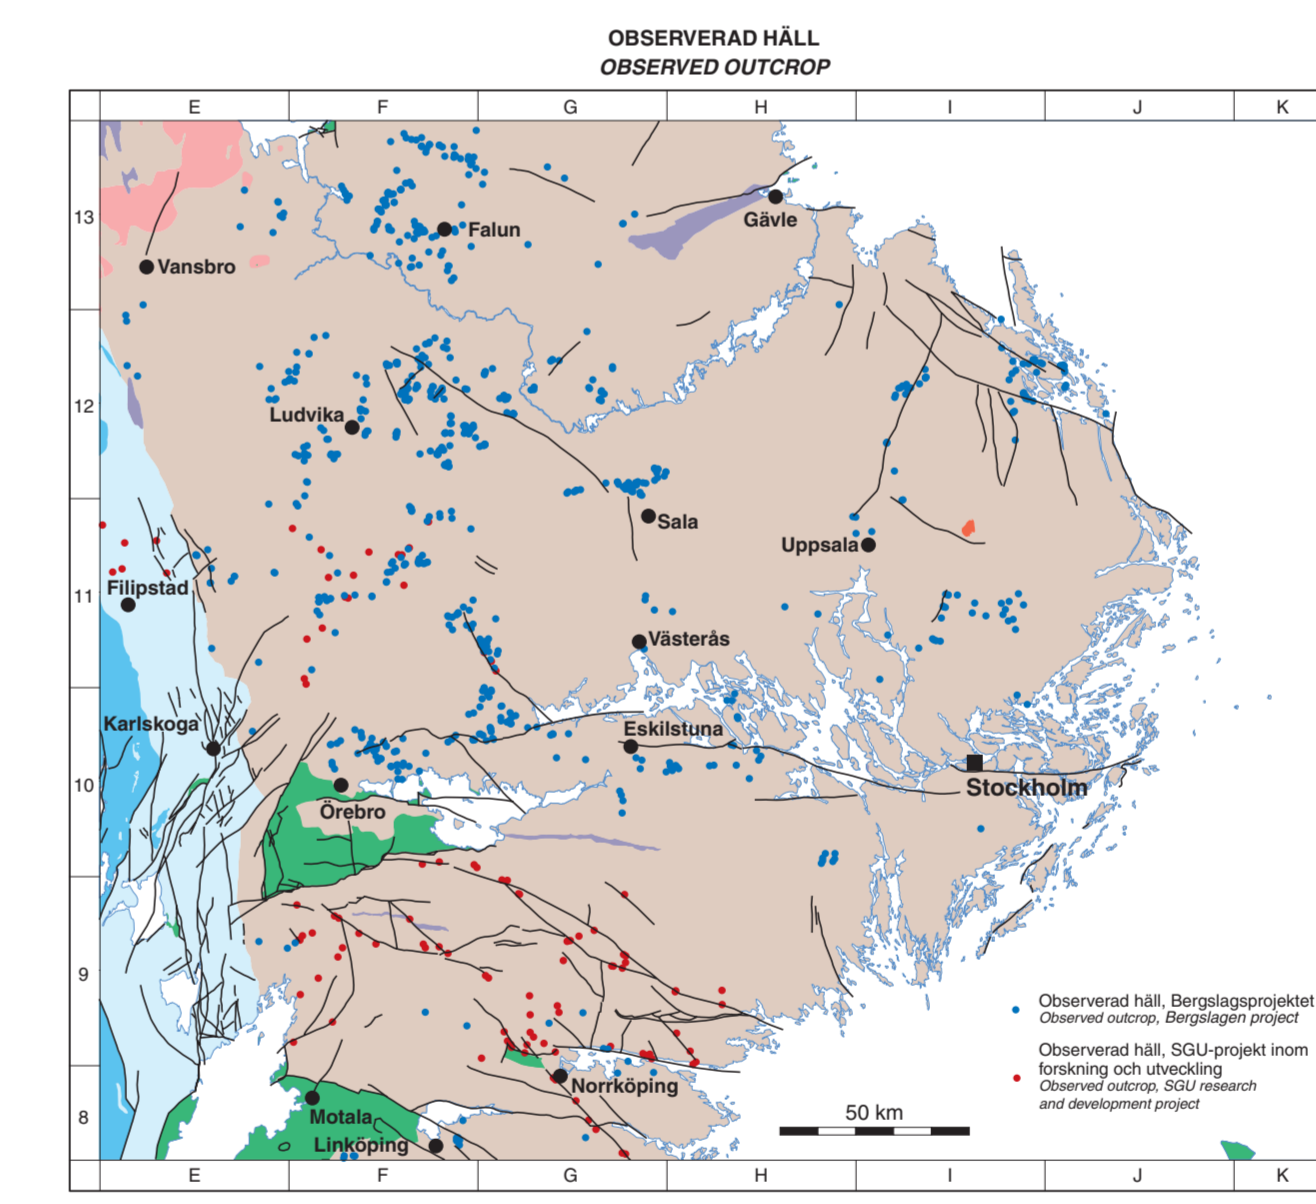 OBSERVERAD HÄLL
OBSERVED OUTCROP
E F G H I J K
13
Gävle
Falun
Vansbro
12
Ludvika
Sala
Uppsala
11
Filipstad
Västerås
Karlskoga
Eskilstuna
10
Stockholm
Örebro
9
Observerad häll, Bergslagsprojektet
Observed outcrop, Bergslagen project
Observerad häll, SGU-projekt inom
forskning och utveckling
Observed outcrop, SGU research
and development project
Norrköping
8
Motala
50 km
Linköping
E F G H I J K